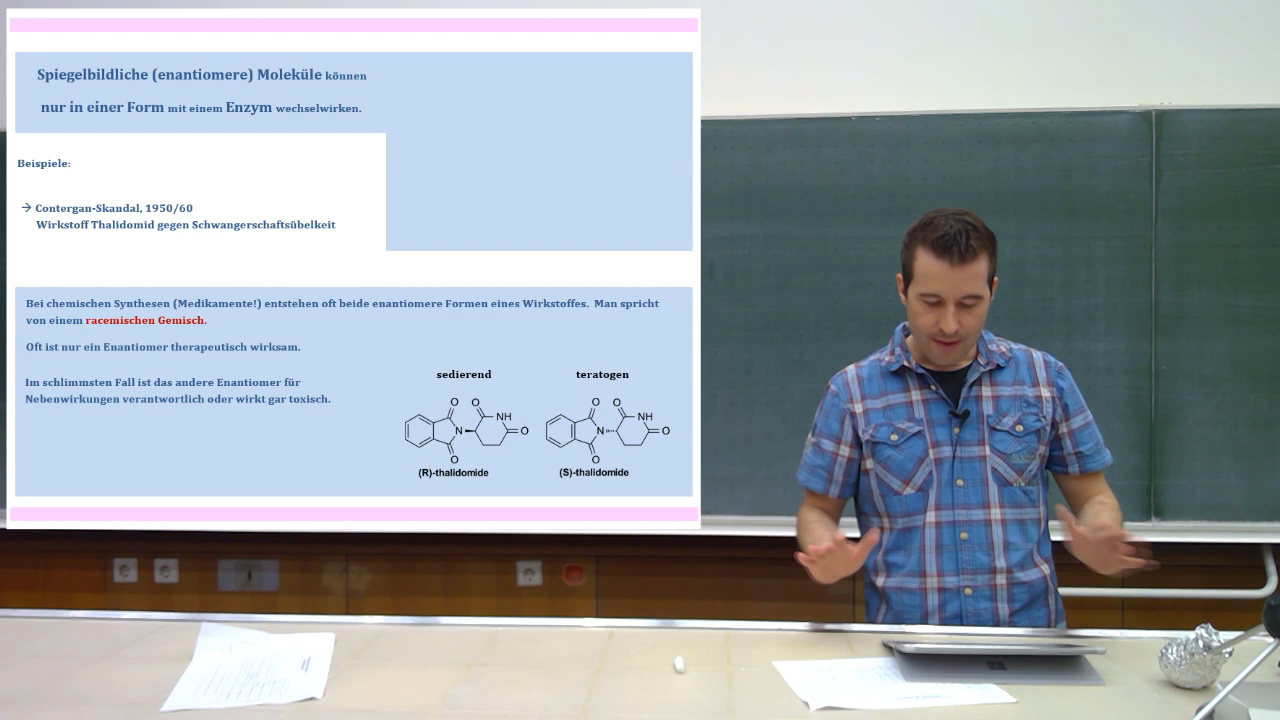 Spiegelbildliche (enantiomere) Moleküle können
nur in einer Form mit einem Enzym wechselwirken.
Beispiele:
→ Contergan-Skandal, 1950/60
Wirkstoff Thalidomid gegen Schwangerschaftsübelkeit
Bei chemischen Synthesen (Medikamente!) entstehen oft beide enantiomere Formen eines Wirkstoffes. Man spricht
von einem racemischen Gemisch.
Oft ist nur ein Enantiomer therapeutisch wirksam.
Im schlimmsten Fall ist das andere Enantiomer für
Nebenwirkungen verantwortlich oder wirkt gar toxisch.
sedierend teratogen
O O NH N O O
O O NH N O O
(R)-thalidomide (S)-thalidomide